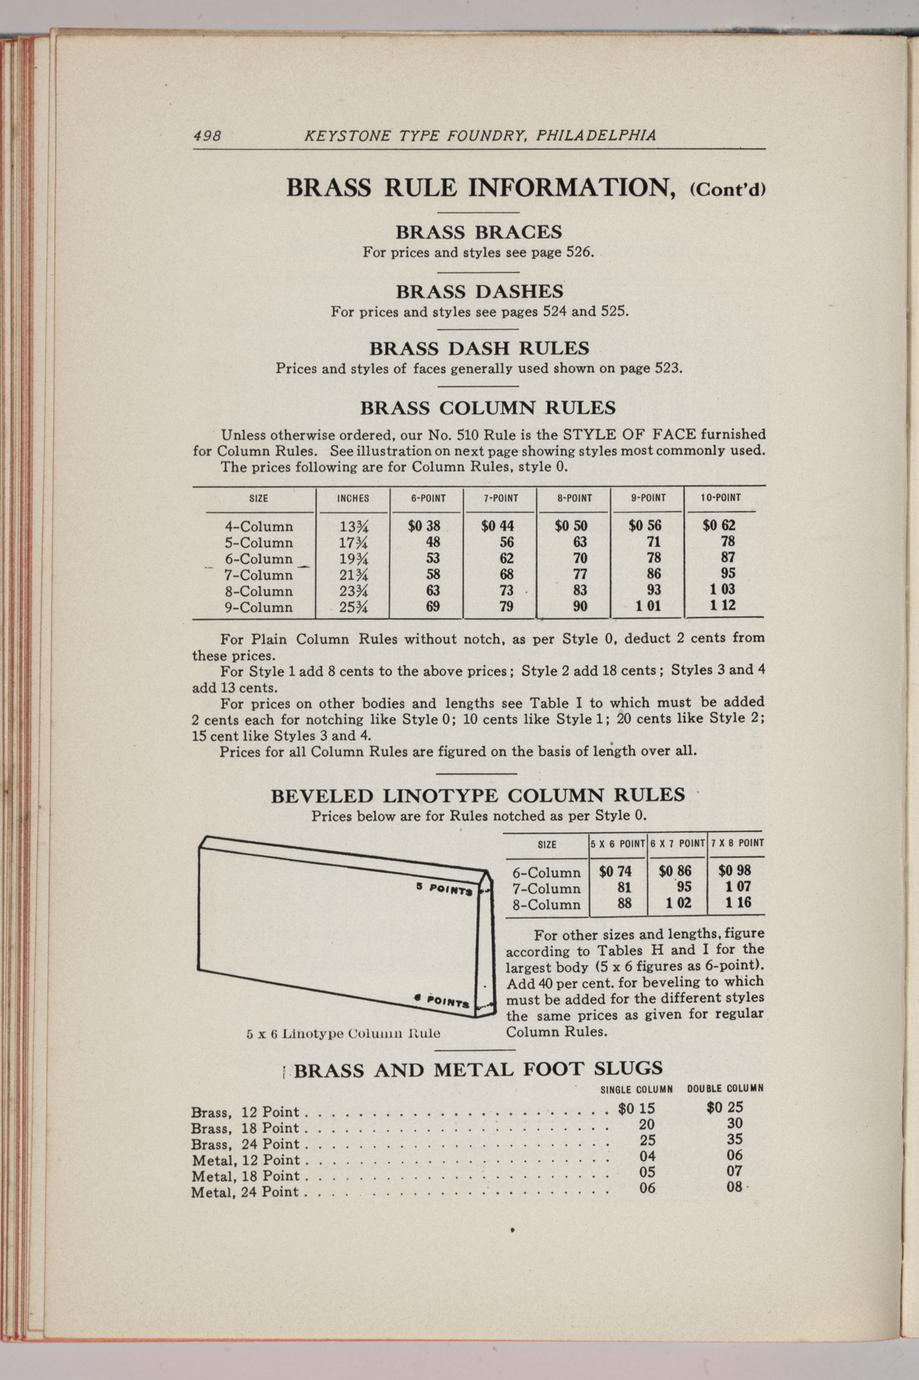 498 KEYSTONE TYPE FOUNDRY, PHILADELPHIA
BRASS RULE INFORMATION, (Cont'd)
BRASS BRACES
For prices and styles see page 526.
BRASS DASHES
For prices and styles see pages 524 and 525.
BRASS DASH RULES
Prices and styles of faces generally used shown on page 523.
BRASS COLUMN RULES
Unless otherwise ordered, our No. 510 Rule is the STYLE OF FACE furnished
for Column Rules. See illustration on next page showing styles most commonly used.
The prices following are for Column Rules, style 0.
SIZE INCHES 6-POINT 7-POINT 8-POINT 9-POINT 10-POINT
4-Column 13¾ $0 38 $0 44 $0 50 $0 56 $0 62
5-Column 17¾ 48 56 63 71 78
6-Column 19¾ 53 62 70 78 87
7-Column 21¾ 58 68 77 86 95
8-Column 23¾ 63 73 83 93 1 03
9-Column 25¾ 69 79 90 1 01 1 12
For Plain Column Rules without notch, as per Style 0, deduct 2 cents from
these prices.
For Style 1 add 8 cents to the above prices; Style 2 add 18 cents; Styles 3 and 4
add 13 cents.
For prices on other bodies and lengths see Table I to which must be added
2 cents each for notching like Style 0; 10 cents like Style 1; 20 cents like Style 2;
15 cent like Styles 3 and 4.
Prices for all Column Rules are figured on the basis of length over all.
BEVELED LINOTYPE COLUMN RULES
Prices below are for Rules notched as per Style 0.
5 POINTS
6 POINTS
5 x 6 Linotype Column Rule
SIZE 5 X 6 POINT 6 X 7 POINT 7 X 8 POINT
6-Column $0 74 $0 86 $0 98
7-Column 81 95 1 07
8-Column 88 1 02 1 16
For other sizes and lengths, figure
according to Tables H and I for the
largest body (5 x 6 figures as 6-point).
Add 40 per cent. for beveling to which
must be added for the different styles
the same prices as given for regular
Column Rules.
BRASS AND METAL FOOT SLUGS
SINGLE COLUMN DOUBLE COLUMN
Brass, 12 Point . . . . . . . . . . . . . . . . . . . . . . . $0 15 $0 25
Brass, 18 Point . . . . . . . . . . . . . . . . . . . . . . . 20 30
Brass, 24 Point . . . . . . . . . . . . . . . . . . . . . . . 25 35
Metal, 12 Point . . . . . . . . . . . . . . . . . . . . . . . 04 06
Metal, 18 Point . . . . . . . . . . . . . . . . . . . . . . . 05 07
Metal, 24 Point . . . . . . . . . . . . . . . . . . . . . . . 06 08